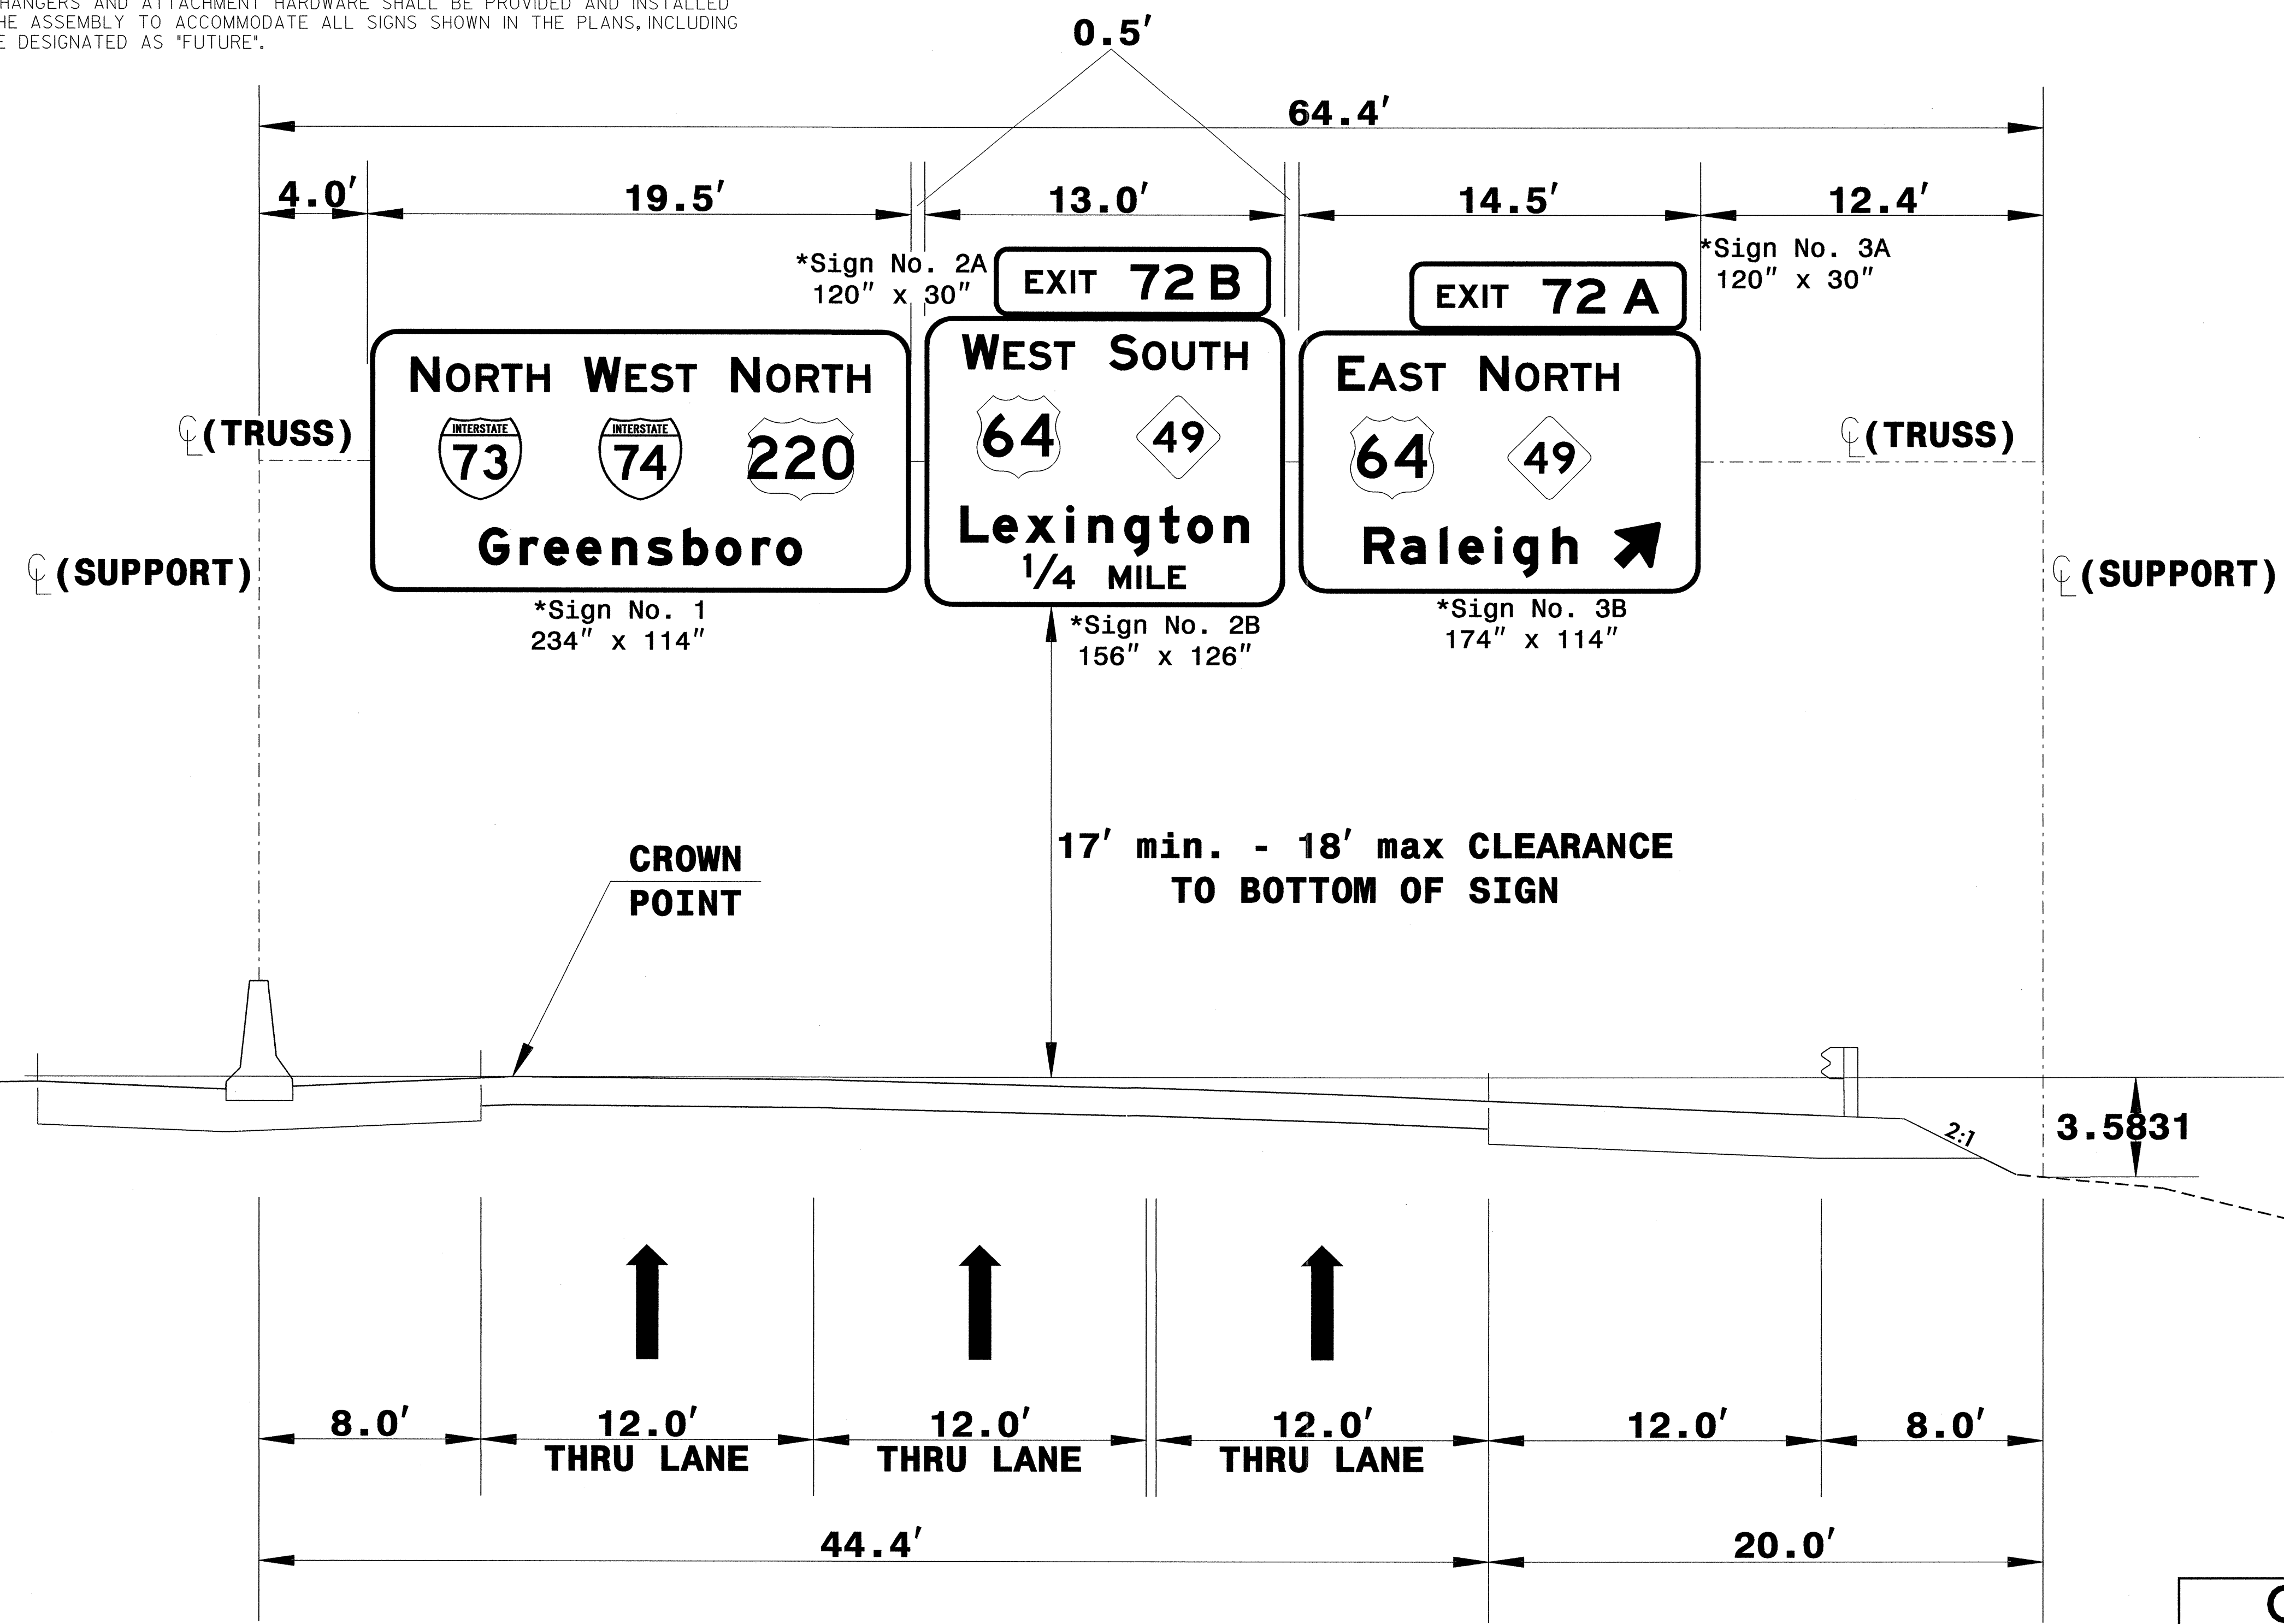 HANGERS AND ATTACHMENT HARDWARE SHALL BE PROVIDED AND INSTALLED
HE ASSEMBLY TO ACCOMMODATE ALL SIGNS SHOWN IN THE PLANS, INCLUDING
E DESIGNATED AS "FUTURE".
0.5'
64.4'
4.0'
19.5'
13.0'
14.5'
12.4'
*Sign No. 2A
120" x 30"
EXIT 72 B
EXIT 72 A
*Sign No. 3A
120" x 30"
NORTH WEST NORTH
INTERSTATE
73
INTERSTATE
74
220
Greensboro
WEST SOUTH
64
49
Lexington
1/4 MILE
EAST NORTH
64
49
Raleigh
CL (TRUSS)
CL (TRUSS)
CL (SUPPORT)
CL (SUPPORT)
*Sign No. 1
234" x 114"
*Sign No. 2B
156" x 126"
*Sign No. 3B
174" x 114"
17' min. - 18' max CLEARANCE
TO BOTTOM OF SIGN
CROWN
POINT
2:1
3.5831
8.0'
12.0'
THRU LANE
12.0'
THRU LANE
12.0'
THRU LANE
12.0'
8.0'
44.4'
20.0'